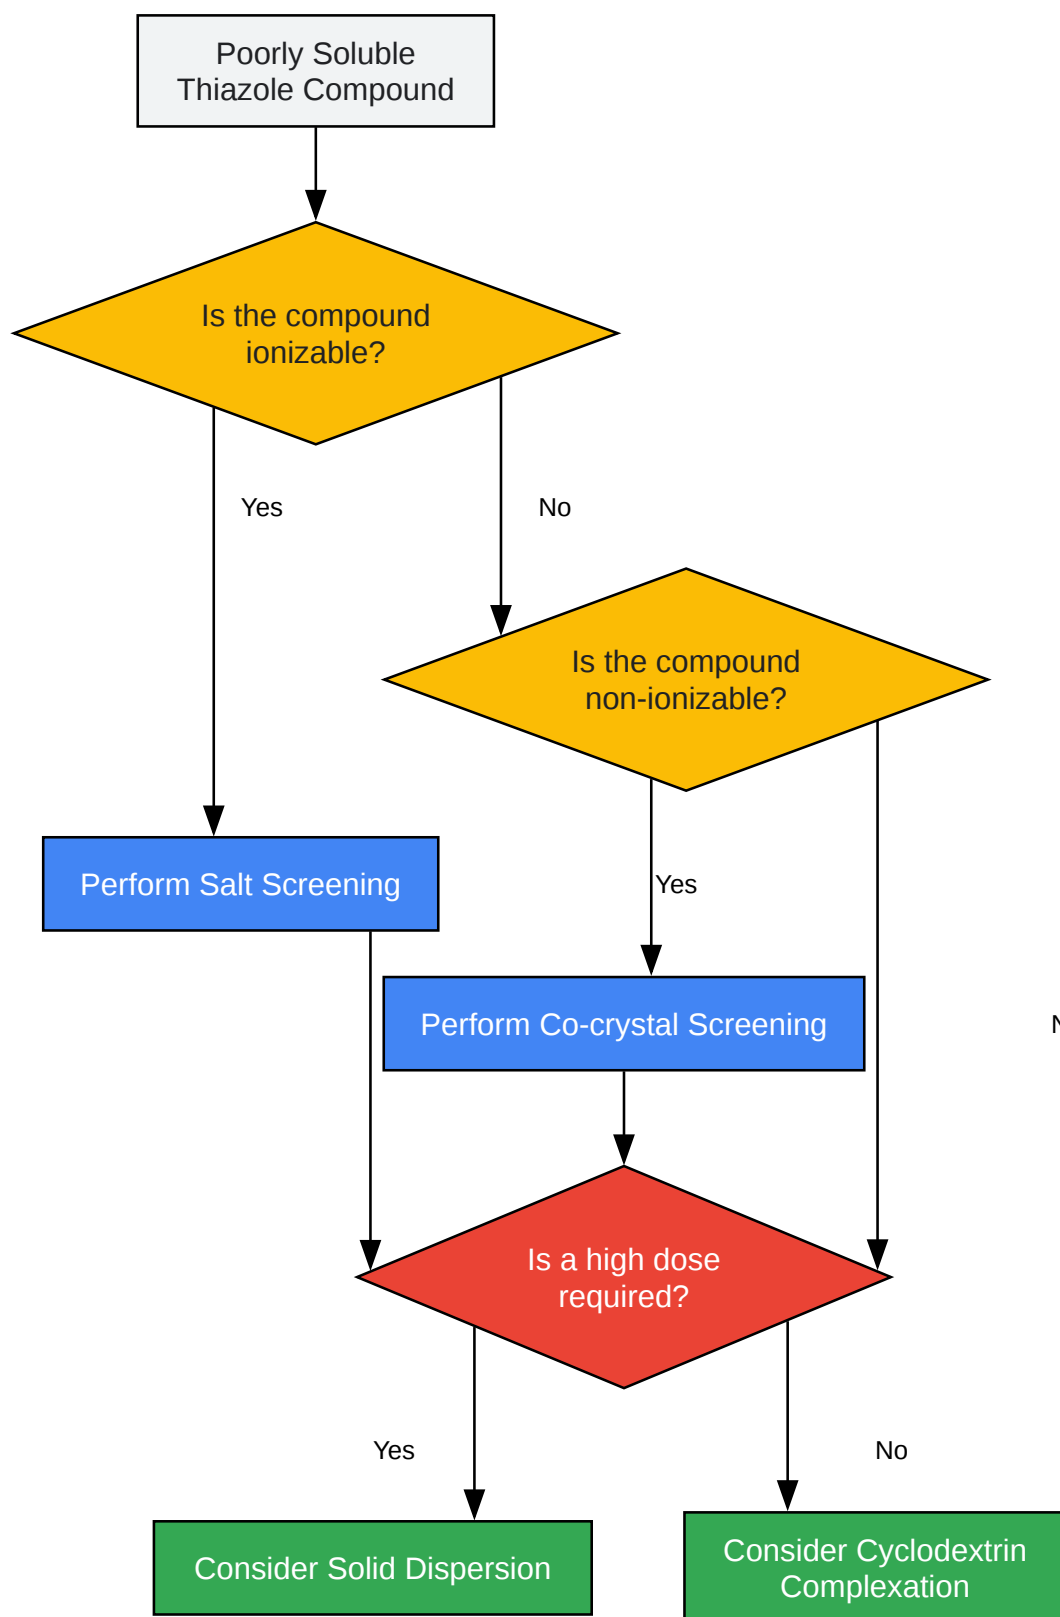 Poorly Soluble
Thiazole Compound
Is the compound
ionizable?
Yes
No
Is the compound
non-ionizable?
Perform Salt Screening
Yes
Perform Co-crystal Screening
Is a high dose
required?
Yes
No
Consider Solid Dispersion
Consider Cyclodextrin
Complexation